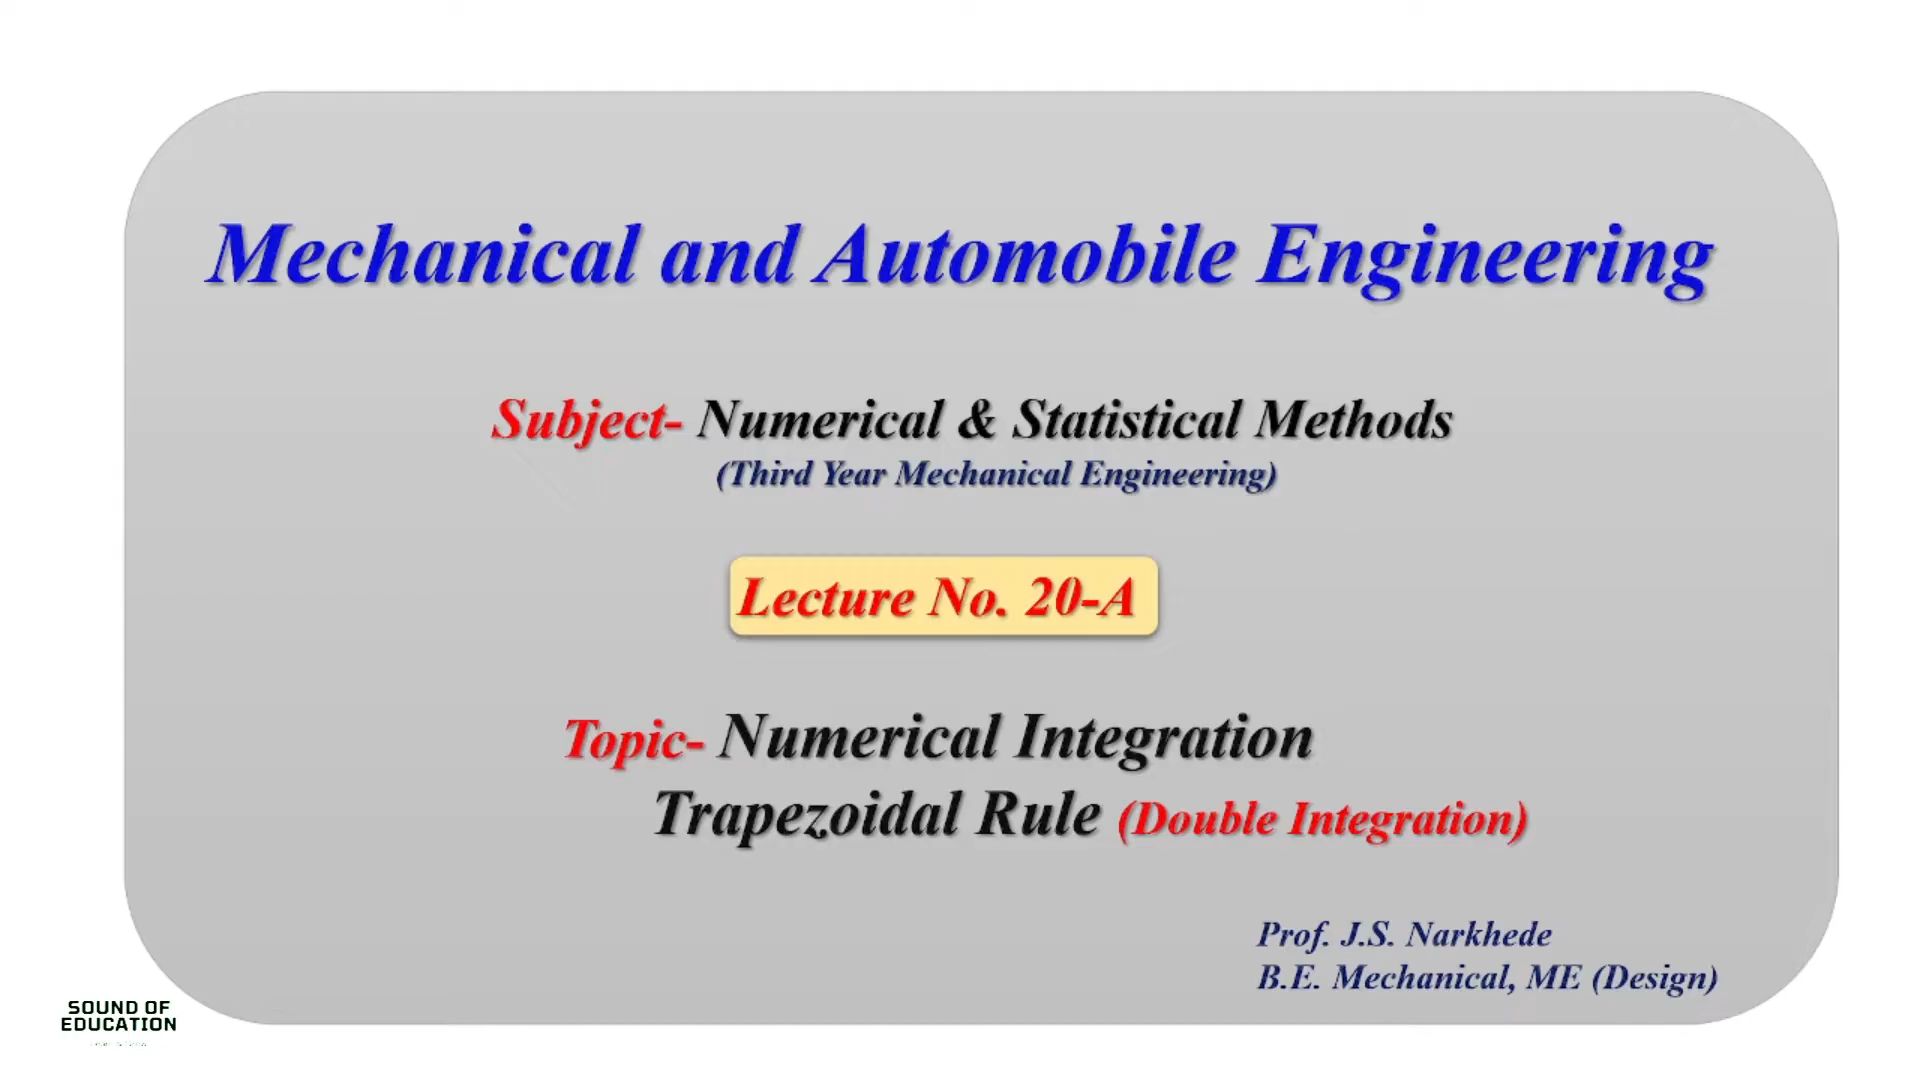 Mechanical and Automobile Engineering
Subject- Numerical & Statistical Methods
(Third Year Mechanical Engineering)
Lecture No. 20-A
Topic- Numerical Integration
Trapezoidal Rule (Double Integration)
Prof. J.S. Narkhede
B.E. Mechanical, ME (Design)
SOUND OF
EDUCATION